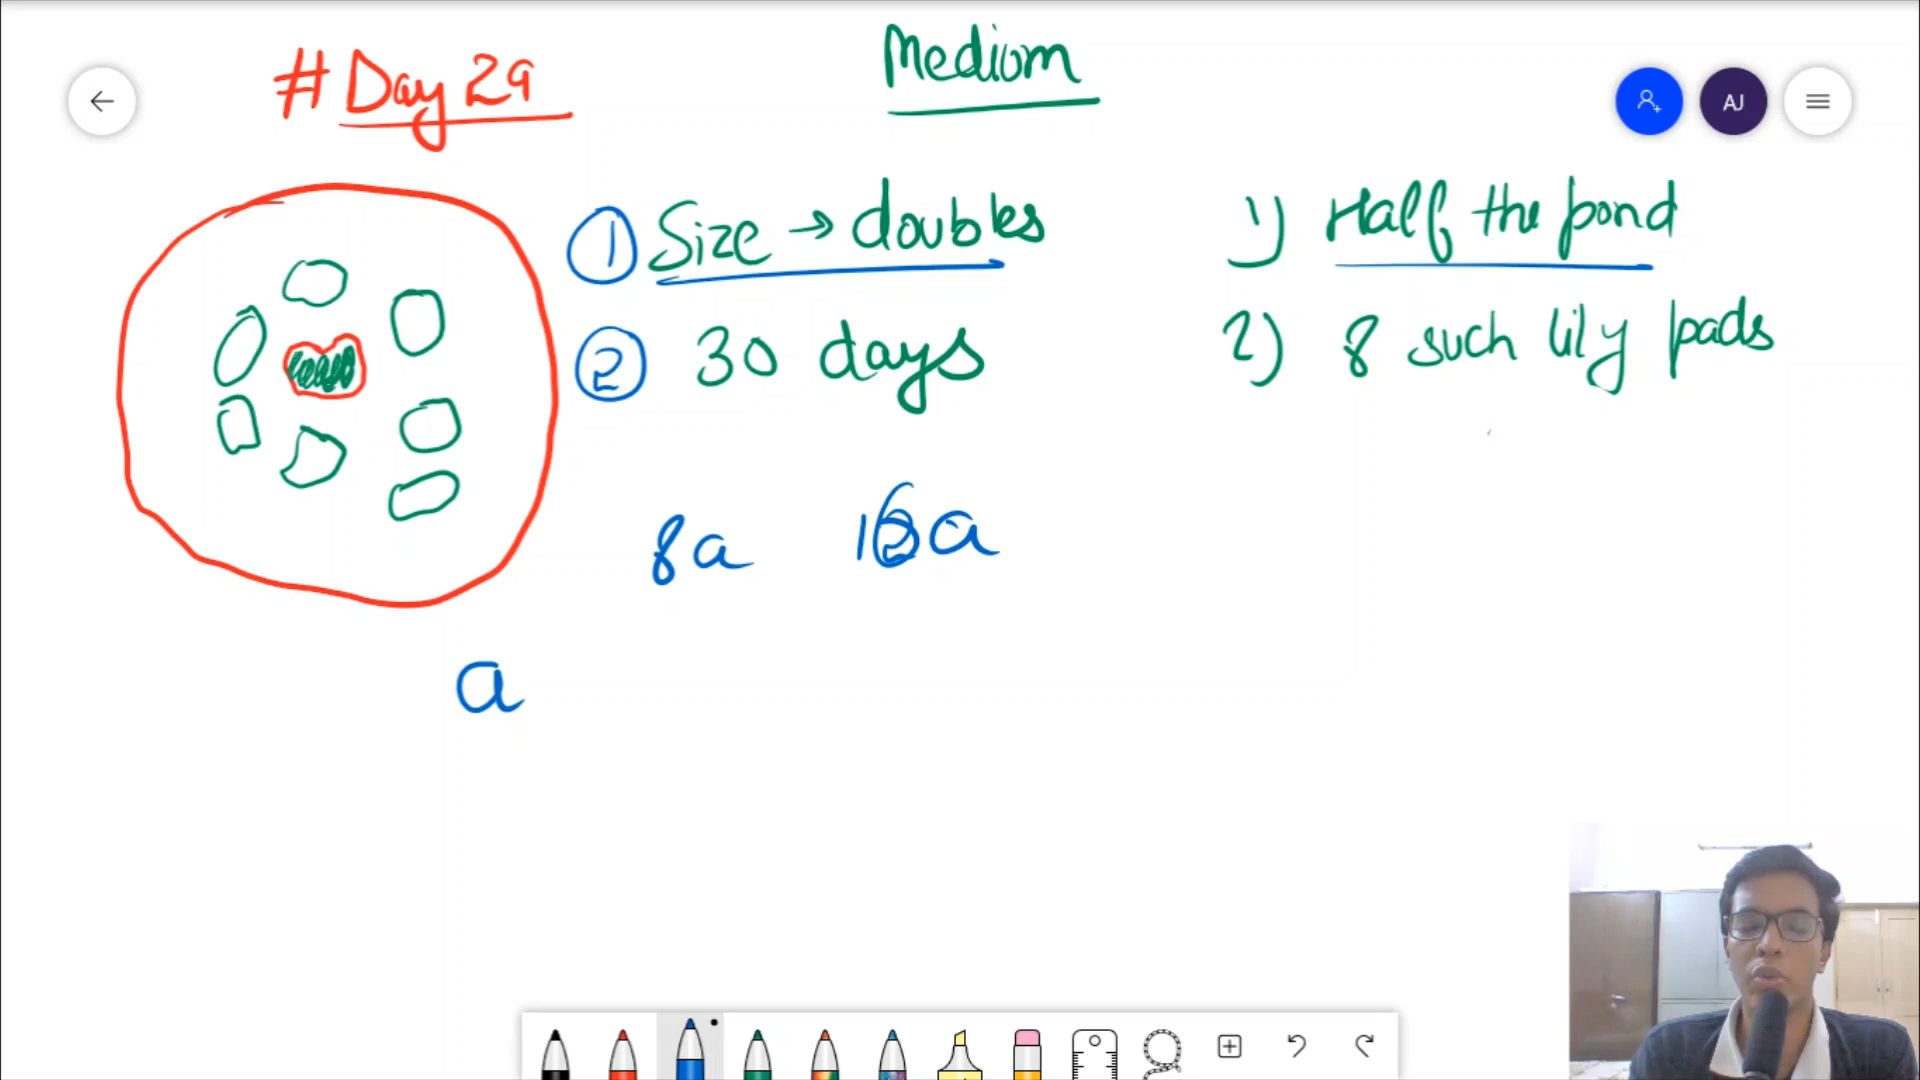 #Day 29
Medium
AJ
① Size → doubles
② 30 days
1) Half the pond
2) 8 such lily pads
8a 16a
a